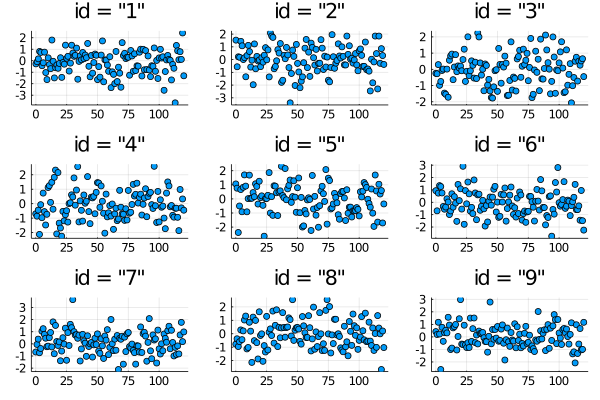 id = "1" id = "2" id = "3"
2 2 2
1 1 1
0 0 0
-1 -1 -1
-2 -2 -2
-3 -3
0 25 50 75 100 0 25 50 75 100 0 25 50 75 100
id = "4" id = "5" id = "6"
2 2 3
1 1 2
0 0 1
-1 -1 0
-2 -2 -1
-2
0 25 50 75 100 0 25 50 75 100 0 25 50 75 100
id = "7" id = "8" id = "9"
3 2 3
2 1 2
1 0 1
0 -1 0
-1 -2 -1
-2 -2
0 25 50 75 100 0 25 50 75 100 0 25 50 75 100